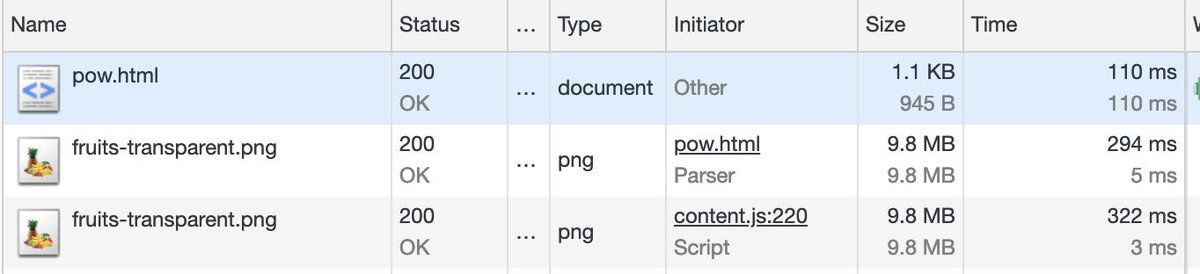 Name Status ... Type Initiator Size Time
pow.html 200 ... document Other 1.1 KB 110 ms
OK 945 B 110 ms
fruits-transparent.png 200 ... png pow.html 9.8 MB 294 ms
OK Parser 9.8 MB 5 ms
fruits-transparent.png 200 ... png content.js:220 9.8 MB 322 ms
OK Script 9.8 MB 3 ms